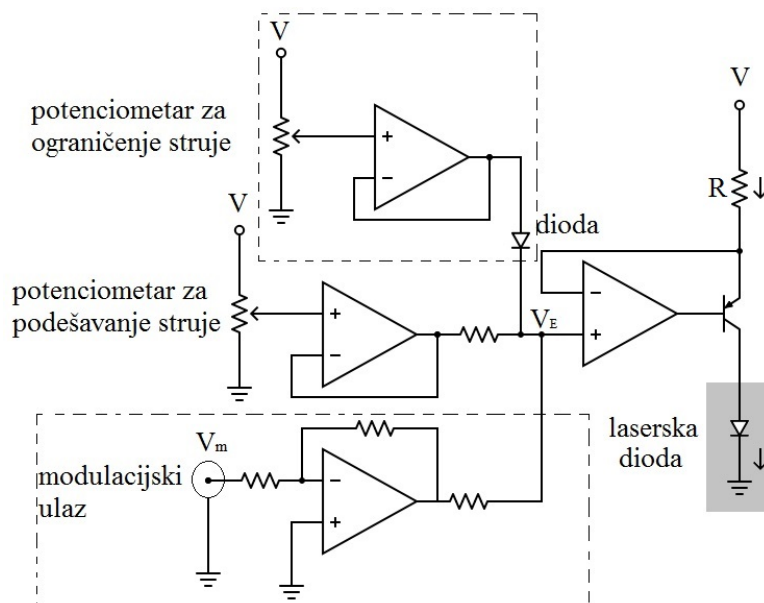 V
potenciometar za
ograničenje struje
+
−
V
dioda
R
↓
V
potenciometar za
podešavanje struje
+
−
V_E
−
+
laserska
dioda
↓
V_m
modulacijski
ulaz
−
+